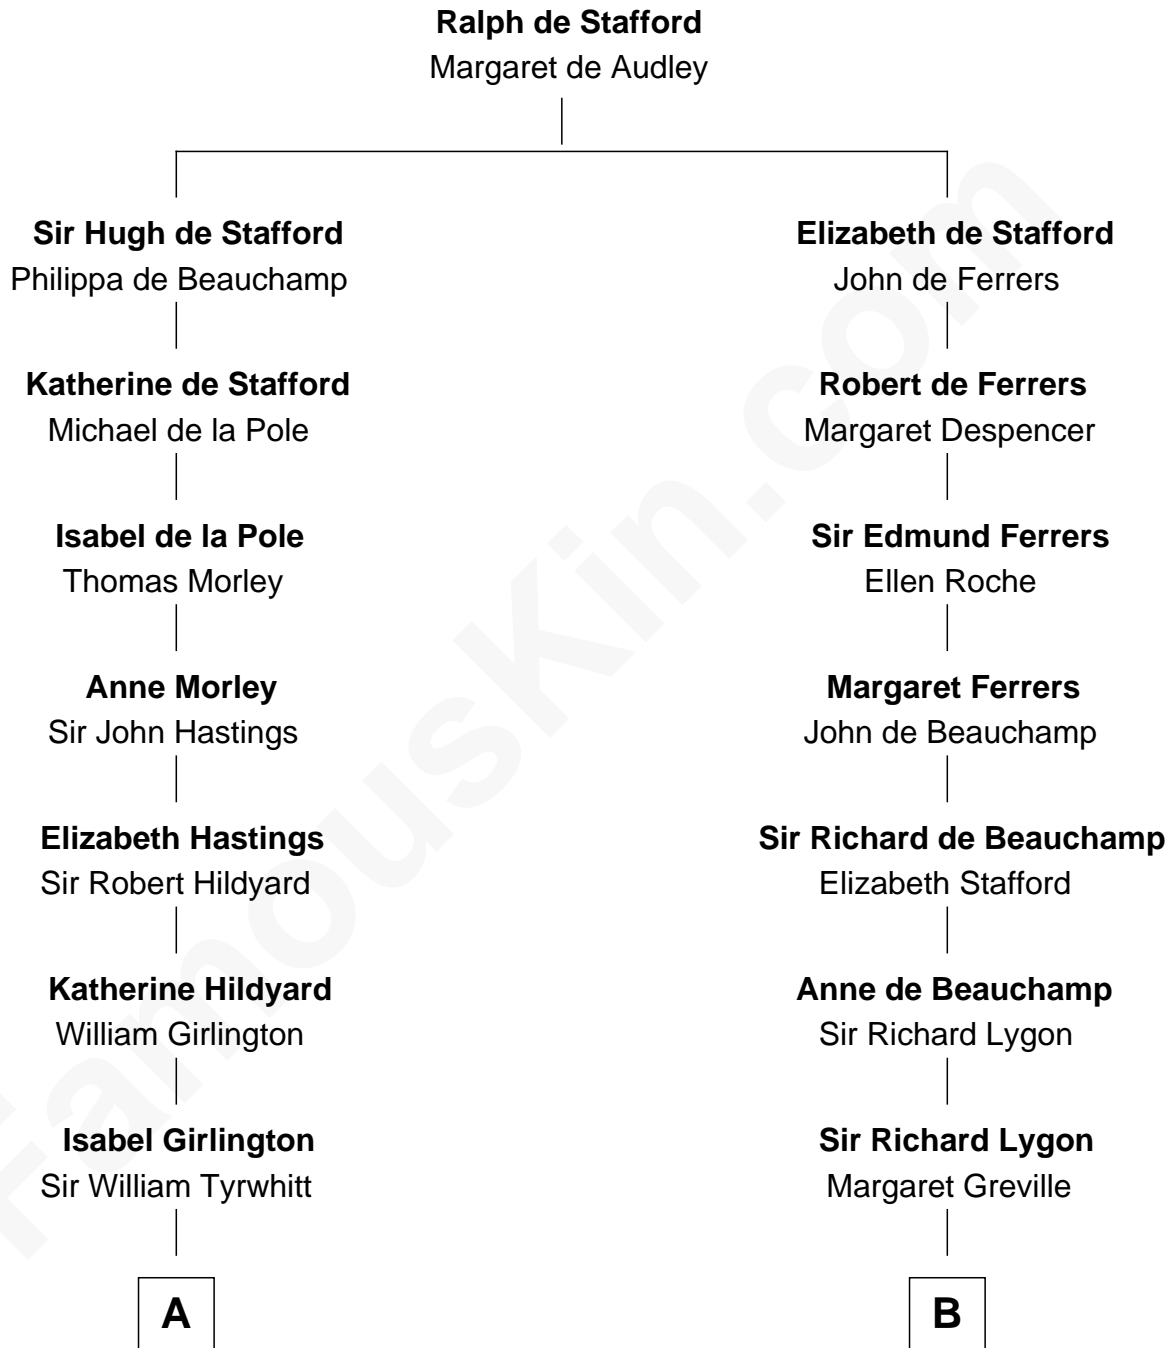 Ralph de Stafford
Margaret de Audley
Sir Hugh de Stafford
Philippa de Beauchamp
Elizabeth de Stafford
John de Ferrers
Katherine de Stafford
Michael de la Pole
Robert de Ferrers
Margaret Despencer
Isabel de la Pole
Thomas Morley
Sir Edmund Ferrers
Ellen Roche
Anne Morley
Sir John Hastings
Margaret Ferrers
John de Beauchamp
Elizabeth Hastings
Sir Robert Hildyard
Sir Richard de Beauchamp
Elizabeth Stafford
Katherine Hildyard
William Girlington
Anne de Beauchamp
Sir Richard Lygon
Isabel Girlington
Sir William Tyrwhitt
Sir Richard Lygon
Margaret Greville
A
B
FamousKin.com